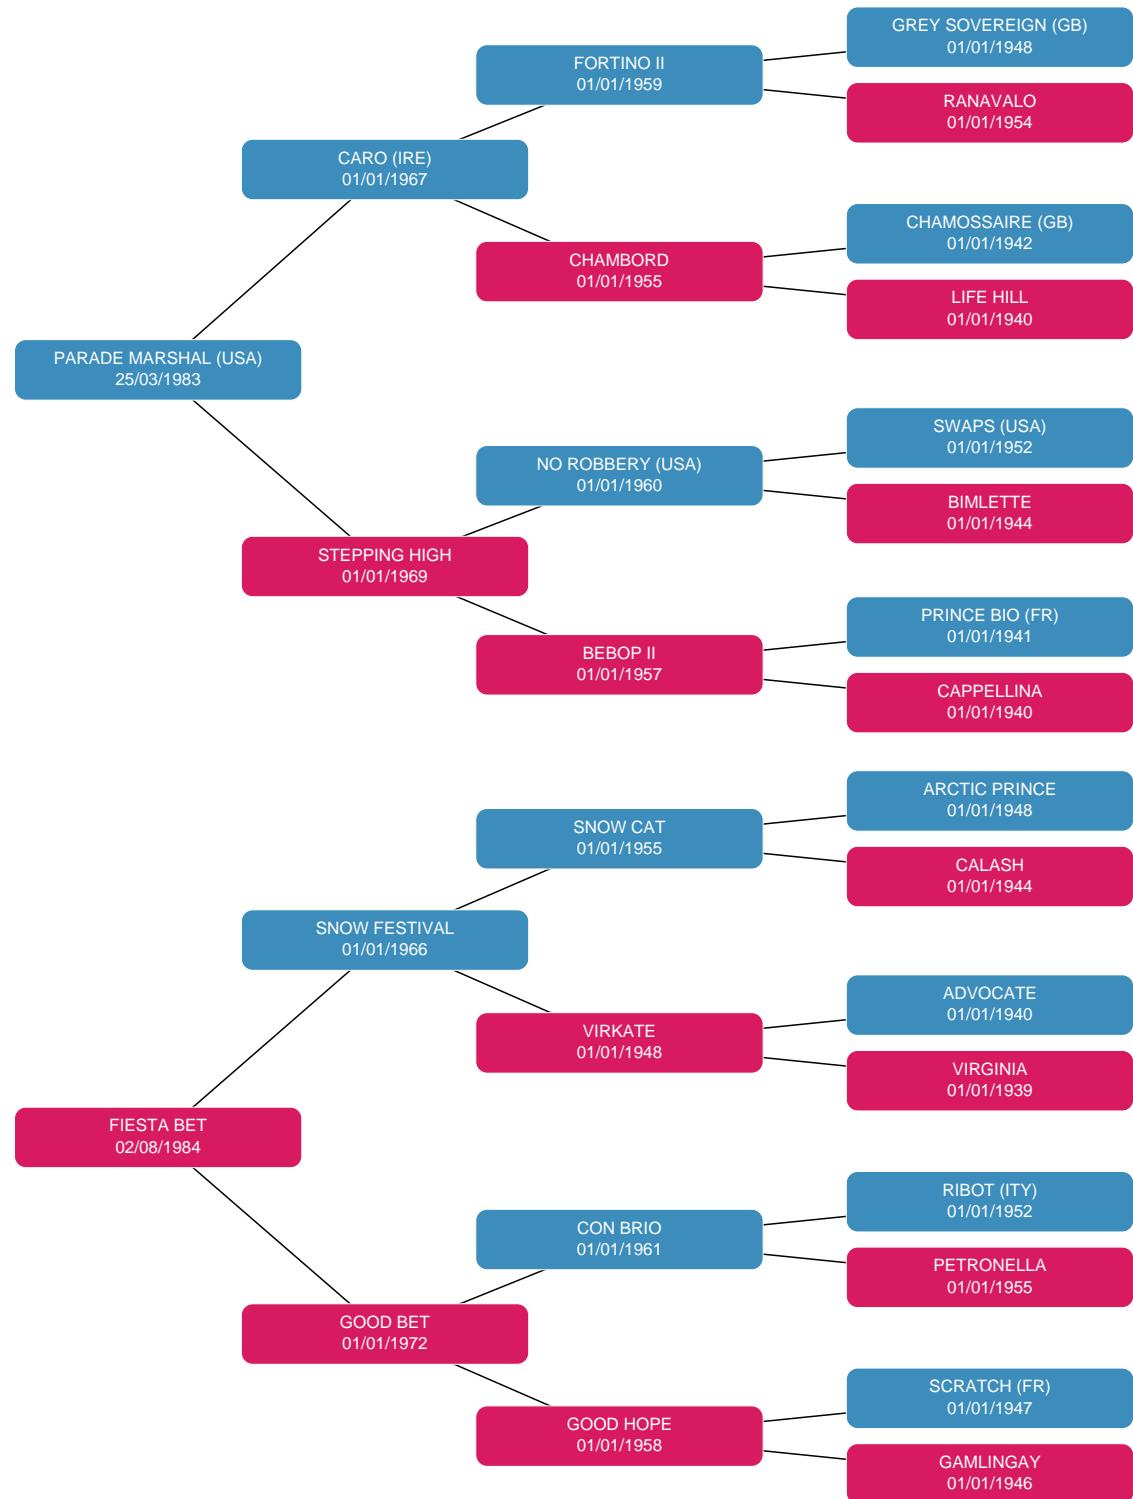 GREY SOVEREIGN (GB)
01/01/1948
FORTINO II
01/01/1959
RANAVALO
01/01/1954
CARO (IRE)
01/01/1967
CHAMOSSAIRE (GB)
01/01/1942
CHAMBORD
01/01/1955
LIFE HILL
01/01/1940
PARADE MARSHAL (USA)
25/03/1983
SWAPS (USA)
01/01/1952
NO ROBBERY (USA)
01/01/1960
BIMLETTE
01/01/1944
STEPPING HIGH
01/01/1969
PRINCE BIO (FR)
01/01/1941
BEBOP II
01/01/1957
CAPPELLINA
01/01/1940
ARCTIC PRINCE
01/01/1948
SNOW CAT
01/01/1955
CALASH
01/01/1944
SNOW FESTIVAL
01/01/1966
ADVOCATE
01/01/1940
VIRKATE
01/01/1948
VIRGINIA
01/01/1939
FIESTA BET
02/08/1984
RIBOT (ITY)
01/01/1952
CON BRIO
01/01/1961
PETRONELLA
01/01/1955
GOOD BET
01/01/1972
SCRATCH (FR)
01/01/1947
GOOD HOPE
01/01/1958
GAMLINGAY
01/01/1946